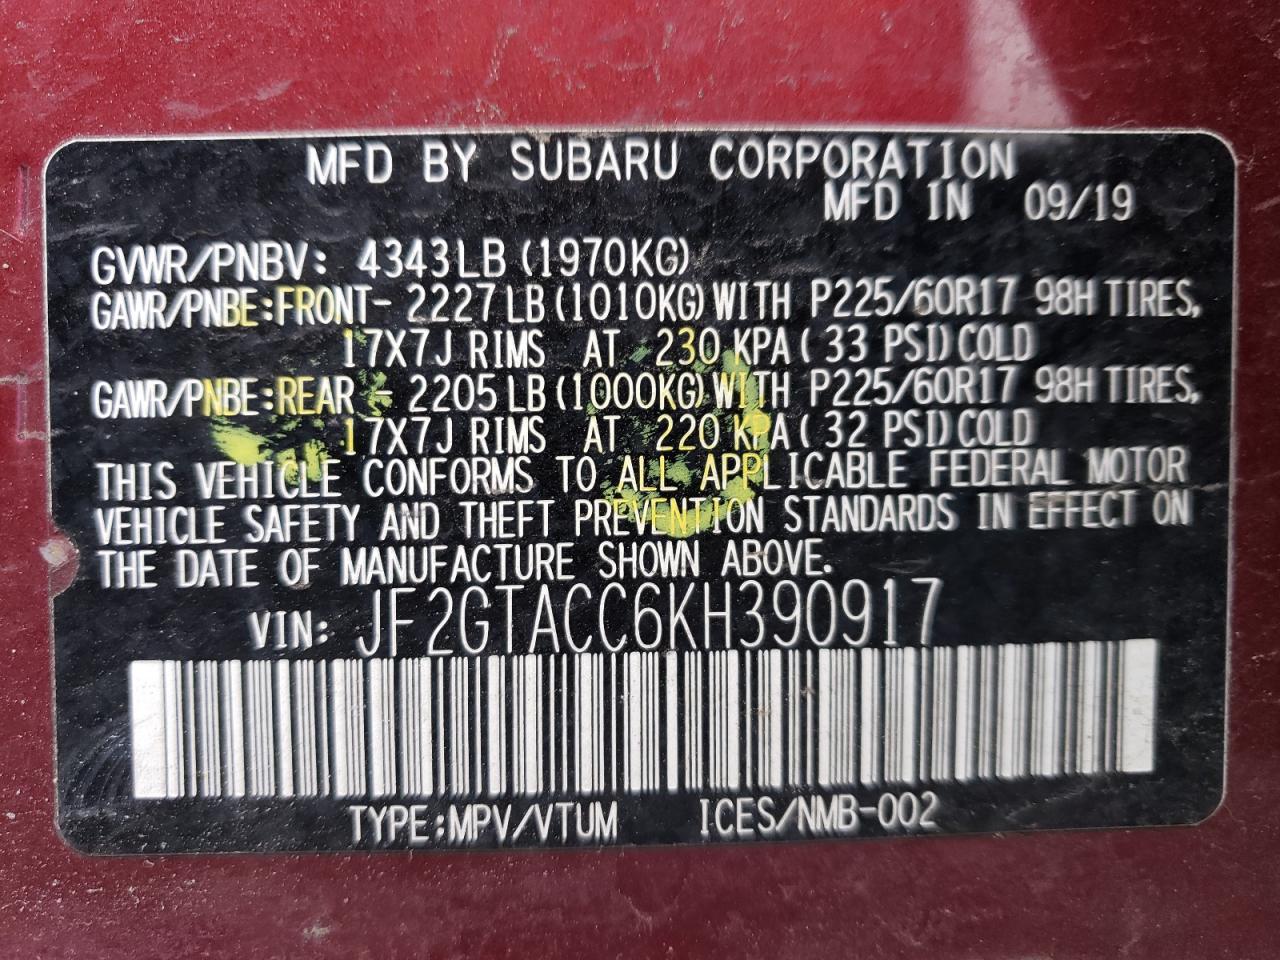 MFD BY SUBARU CORPORATION
MFD IN 09/19
GVWR/PNBV: 4343LB (1970KG)
GAWR/PNBE:FRONT- 2227LB (1010KG) WITH P225/60R17 98H TIRES,
17X7J RIMS AT 230 KPA ( 33 PSI) COLD
GAWR/PNBE:REAR - 2205LB (1000KG) WITH P225/60R17 98H TIRES,
17X7J RIMS AT 220 KPA ( 32 PSI) COLD
THIS VEHICLE CONFORMS TO ALL APPLICABLE FEDERAL MOTOR
VEHICLE SAFETY AND THEFT PREVENTION STANDARDS IN EFFECT ON
THE DATE OF MANUFACTURE SHOWN ABOVE.
VIN: JF2GTACC6KH390917
TYPE:MPV/VTUM ICES/NMB-002